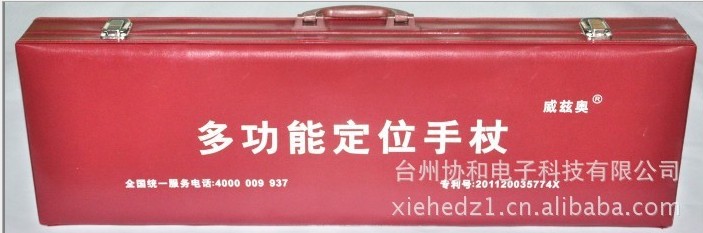 威兹奥®
多功能定位手杖
台州协和电子科技有限公司
全国统一服务电话:4000 009 937 专利号:201120035774X
xiehedz1.cn.alibaba.com